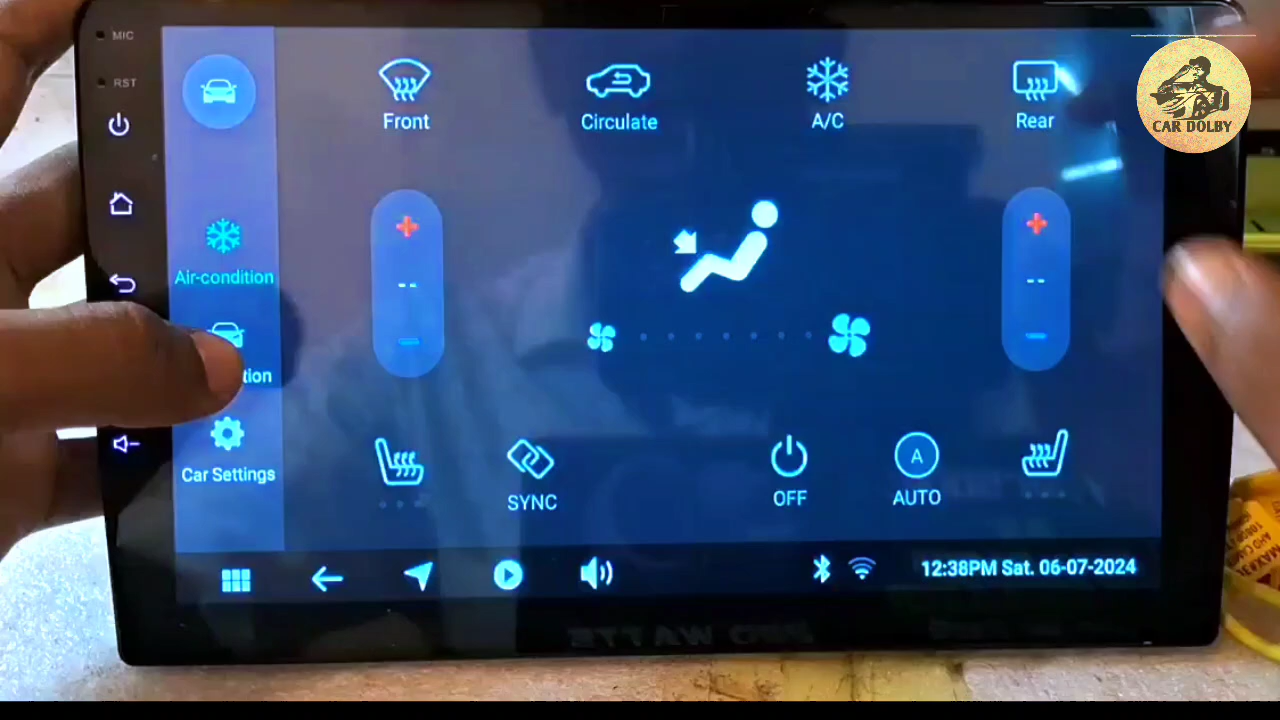 MIC
RST
CAR DOLBY
Front
Circulate
A/C
Rear
Air-condition
--
--
Car Settings
SYNC
OFF
A
AUTO
12:38PM Sat. 06-07-2024